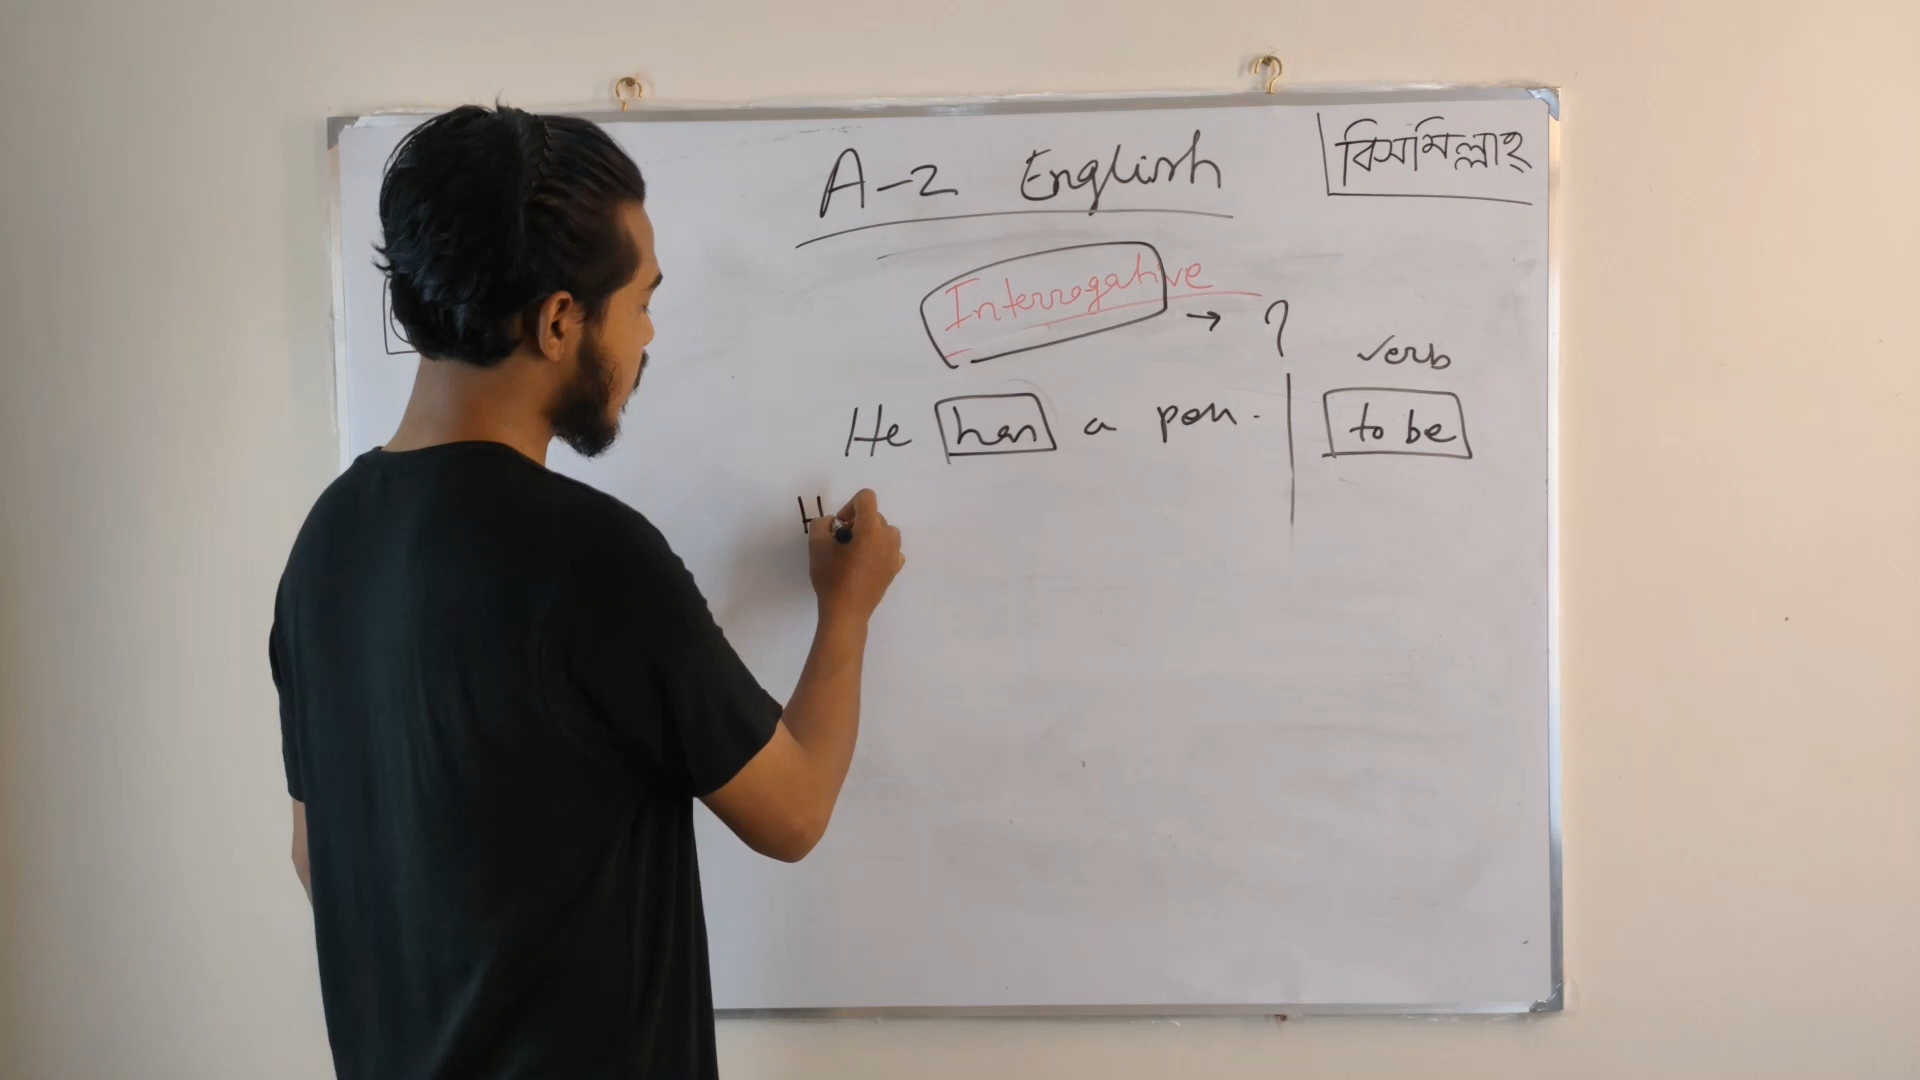 A-Z English
বিসমিল্লাহ্
Interrogative → ?
verb
He has a pen.
to be
H